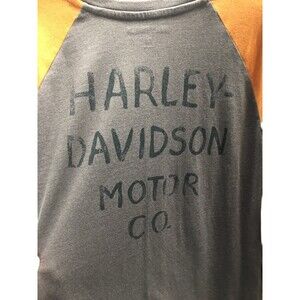 HARLEY-
DAVIDSON
MOTOR
CO.